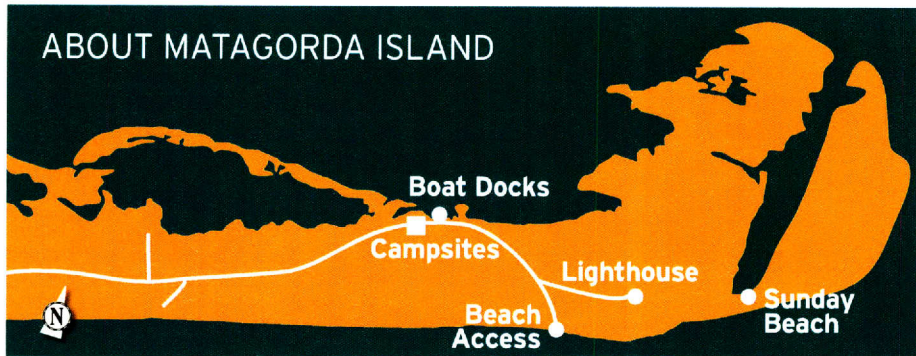 ABOUT MATAGORDA ISLAND
Boat Docks
Campsites
Lighthouse
Beach
Access
Sunday
Beach
N